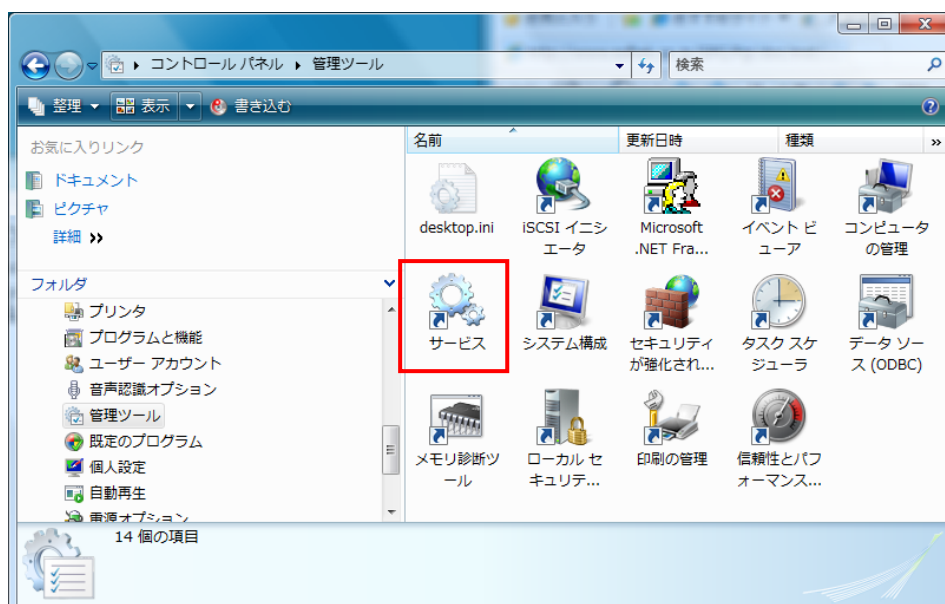 コントロール パネル ▸ 管理ツール
検索
整理 表示 書き込む
お気に入りリンク
ドキュメント
ピクチャ
詳細 »
フォルダ
プリンタ
プログラムと機能
ユーザー アカウント
音声認識オプション
管理ツール
既定のプログラム
個人設定
自動再生
電源オプション
名前 更新日時 種類 »
desktop.ini
iSCSI イニシ
エータ
Microsoft
.NET Fra...
イベント ビ
ューア
コンピュータ
の管理
サービス
システム構成
セキュリティ
が強化され...
タスク スケ
ジューラ
データ ソー
ス (ODBC)
メモリ診断ツ
ール
ローカル セ
キュリテ...
印刷の管理
信頼性とパフ
ォーマンス...
14 個の項目